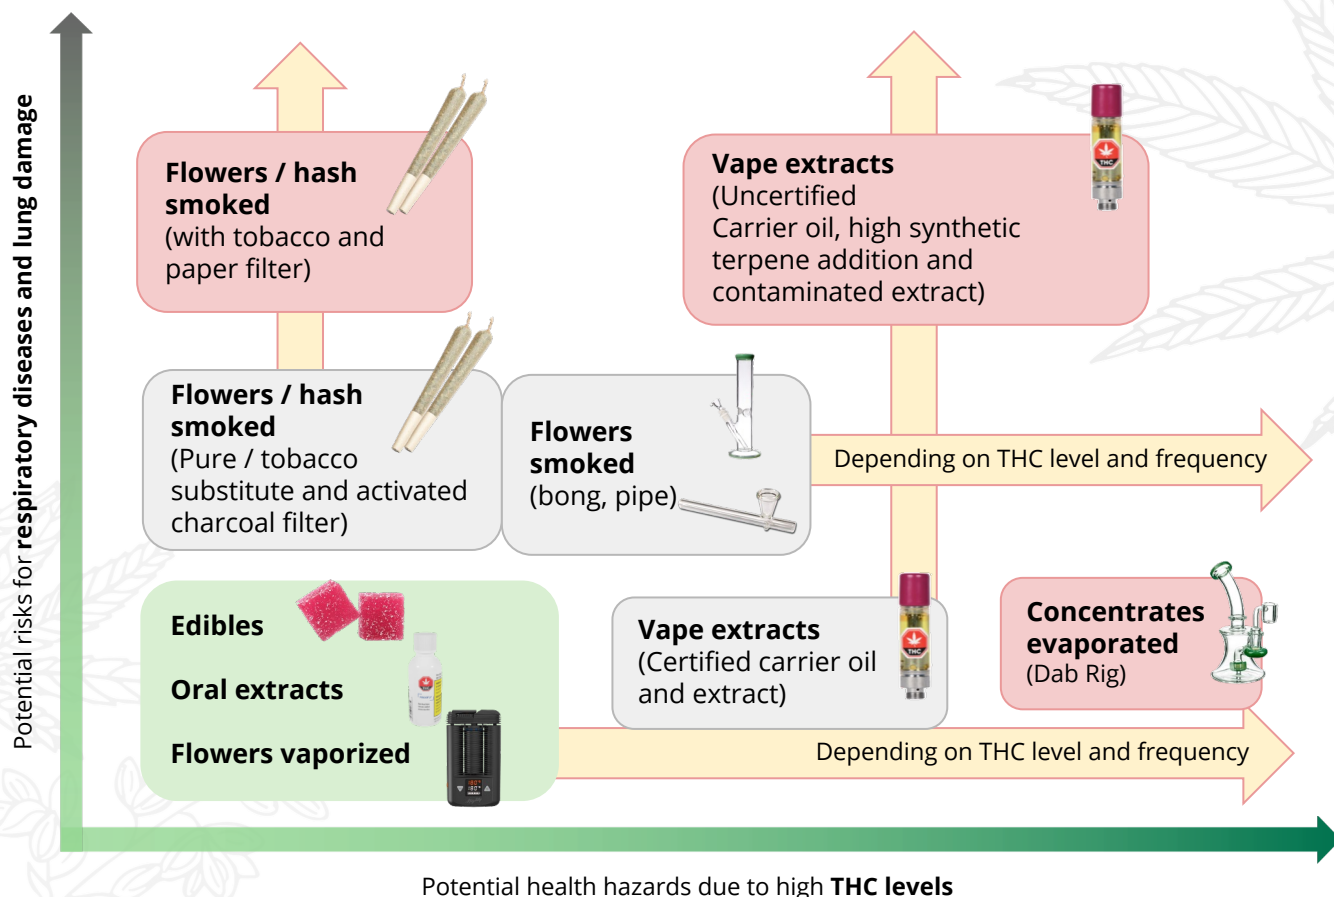 Potential risks for respiratory diseases and lung damage
Flowers / hash
smoked
(with tobacco and
paper filter)
Vape extracts
(Uncertified
Carrier oil, high synthetic
terpene addition and
contaminated extract)
THC
Flowers / hash
smoked
(Pure / tobacco
substitute and activated
charcoal filter)
Flowers
smoked
(bong, pipe)
Depending on THC level and frequency
Edibles
Oral extracts
Flowers vaporized
Vape extracts
(Certified carrier oil
and extract)
THC
Concentrates
evaporated
(Dab Rig)
Depending on THC level and frequency
Potential health hazards due to high THC levels